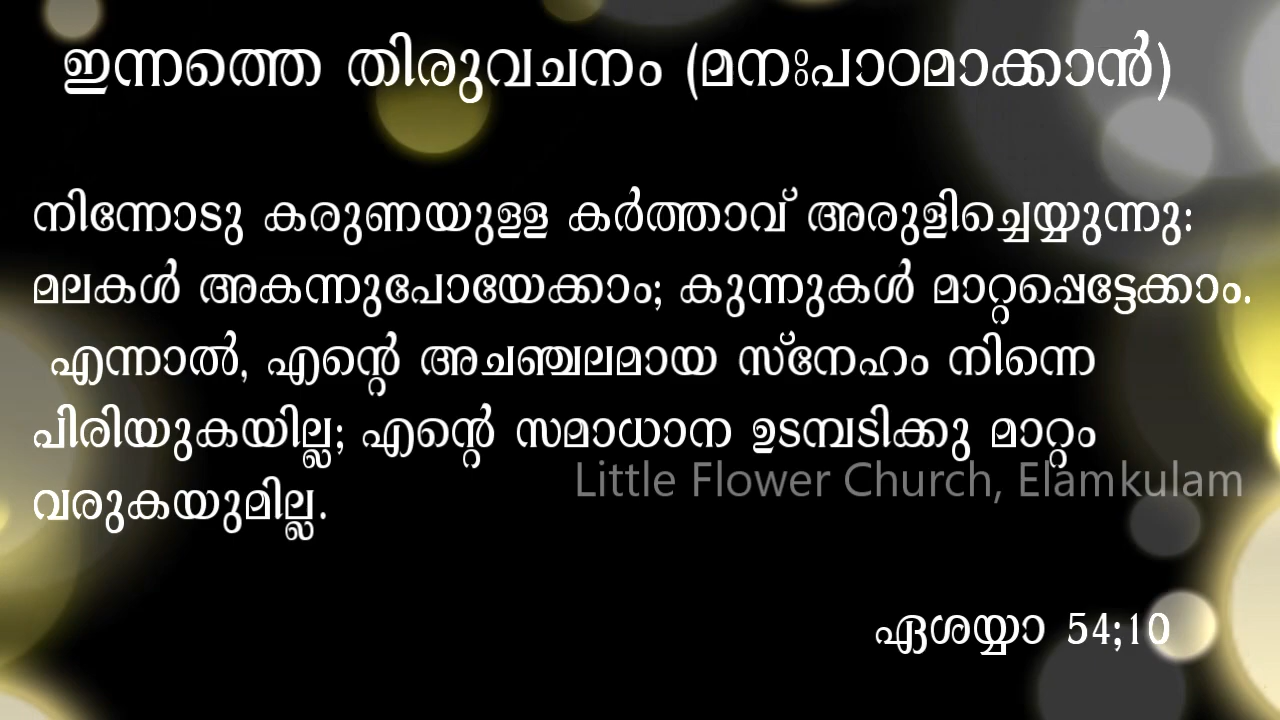 ഇന്നത്തെ തിരുവചനം (മനഃപാഠമാക്കാൻ)
നിന്നോടു കരുണയുള്ള കർത്താവ് അരുളിച്ചെയ്യുന്നു:
മലകൾ അകന്നുപോയേക്കാം; കുന്നുകൾ മാറ്റപ്പെട്ടേക്കാം.
എന്നാൽ, എന്റെ അചഞ്ചലമായ സ്നേഹം നിന്നെ
പിരിയുകയില്ല; എന്റെ സമാധാന ഉടമ്പടിക്കു മാറ്റം
വരുകയുമില്ല.
Little Flower Church, Elamkulam
ഏശയ്യാ 54;10